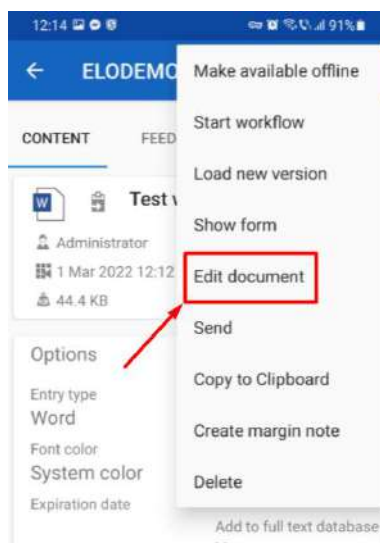 12:14 91%
ELODEMO
Make available offline
Start workflow
CONTENT FEED
Load new version
W Test
Show form
Administrator
1 Mar 2022 12:12
Edit document
44.4 KB
Send
Options
Copy to Clipboard
Entry type
Word
Create margin note
Font color
System color
Delete
Expiration date
Add to full text database